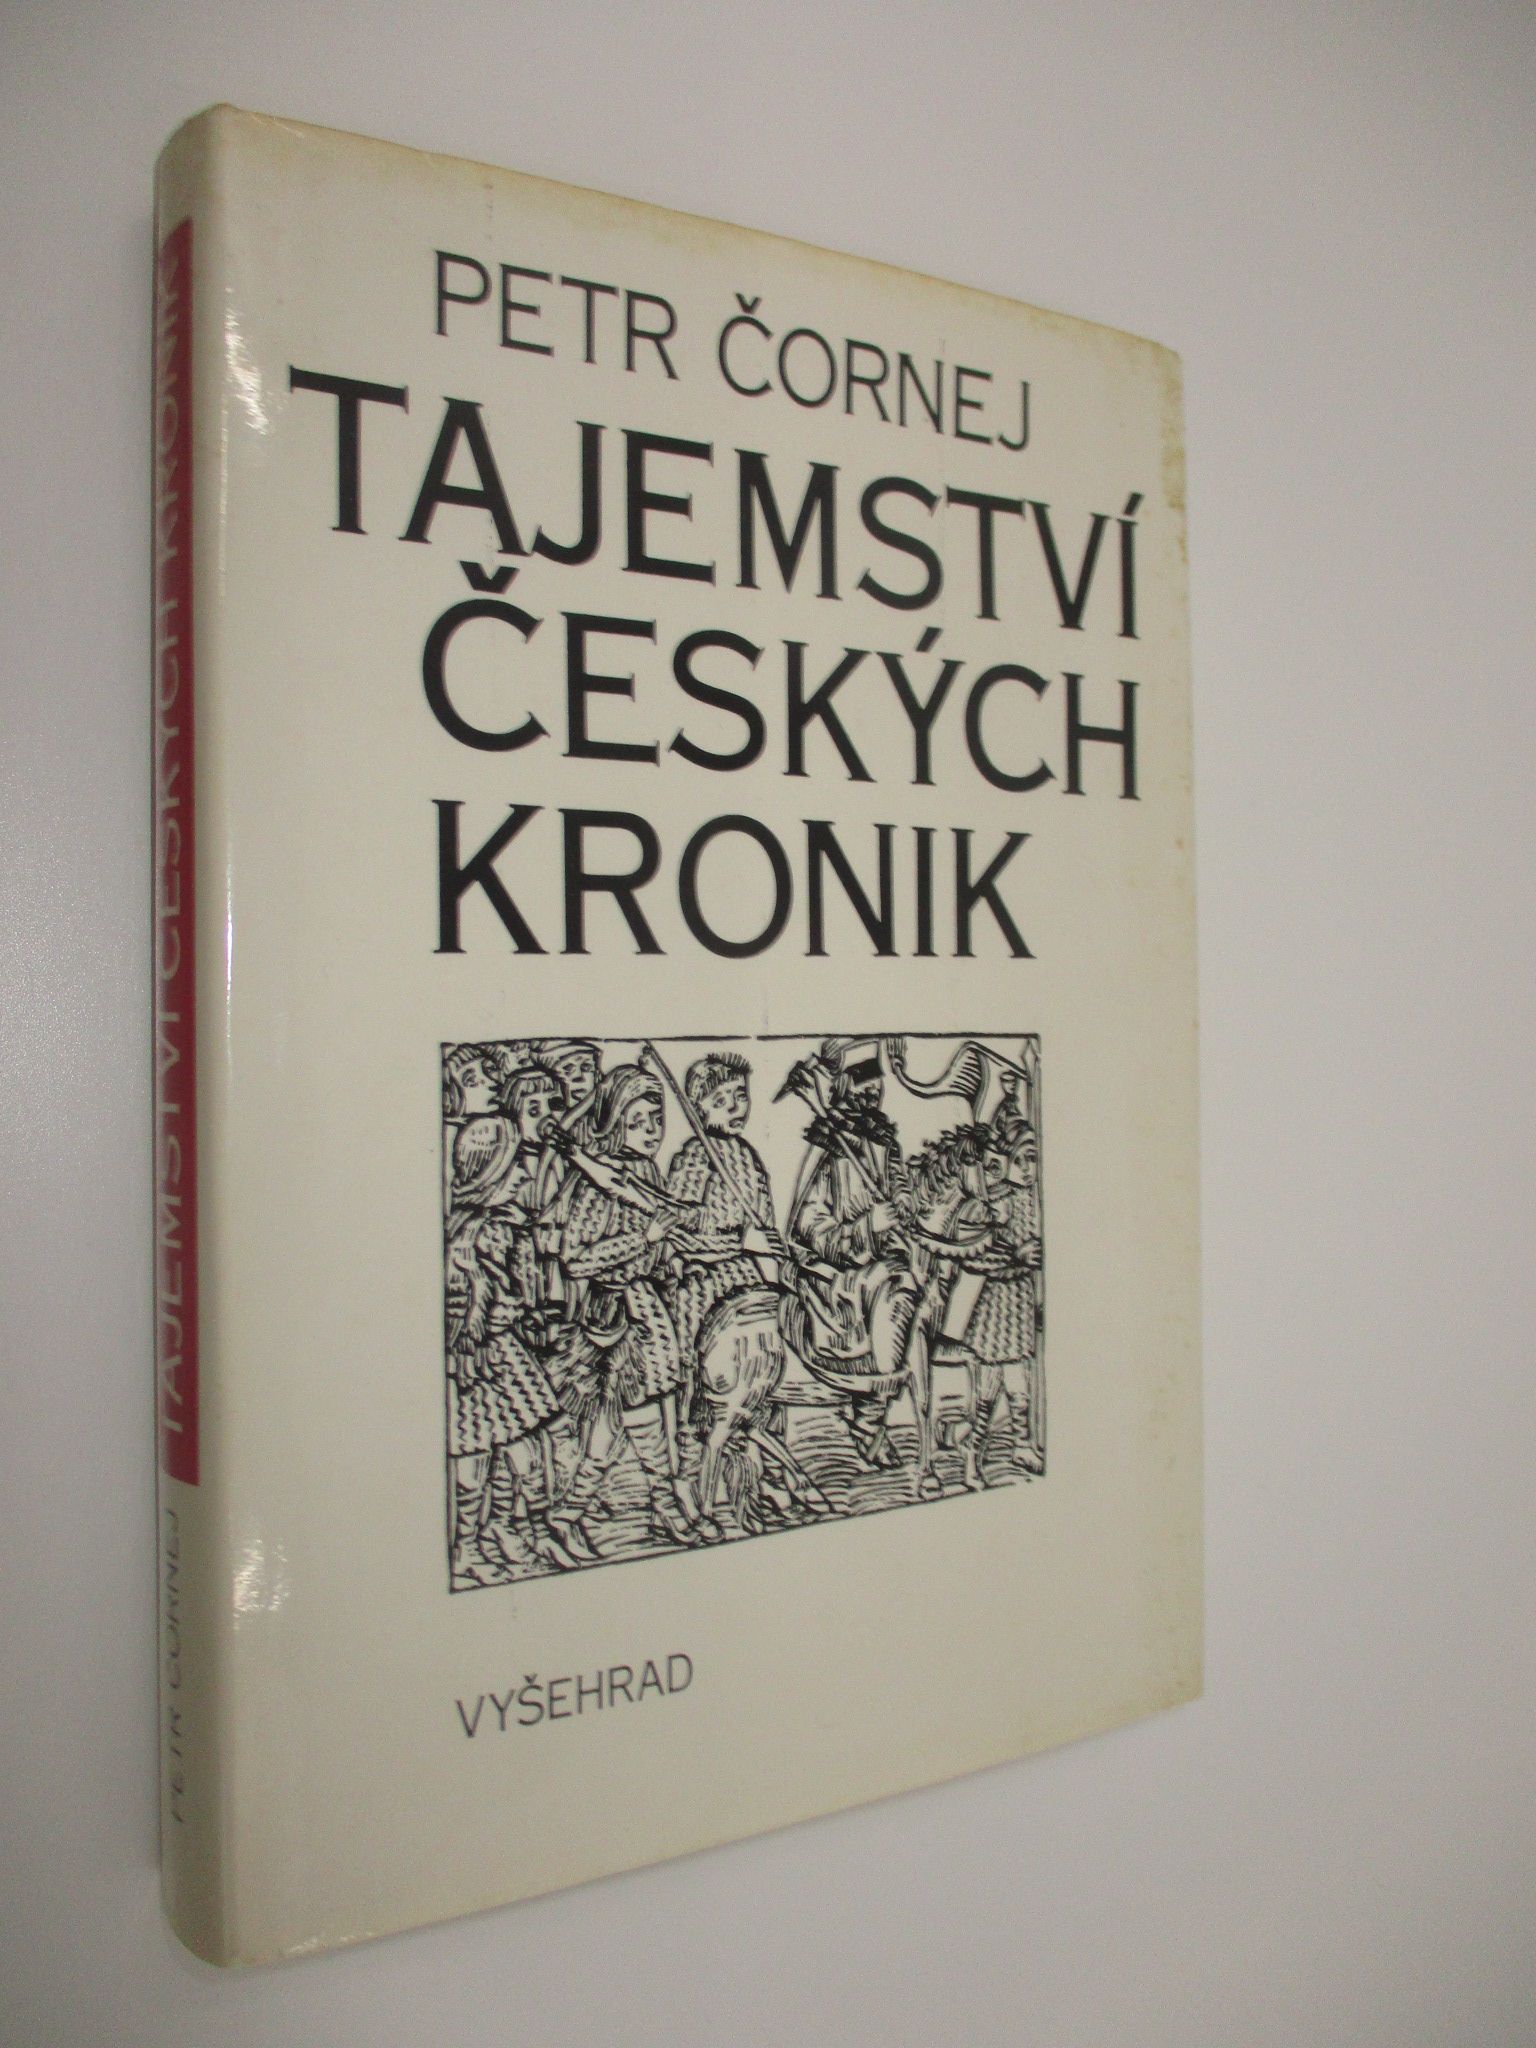 PETR ČORNEJ
TAJEMSTVÍ
ČESKÝCH
KRONIK
VYŠEHRAD
PETR ČORNEJ TAJEMSTVÍ ČESKÝCH KRONIK